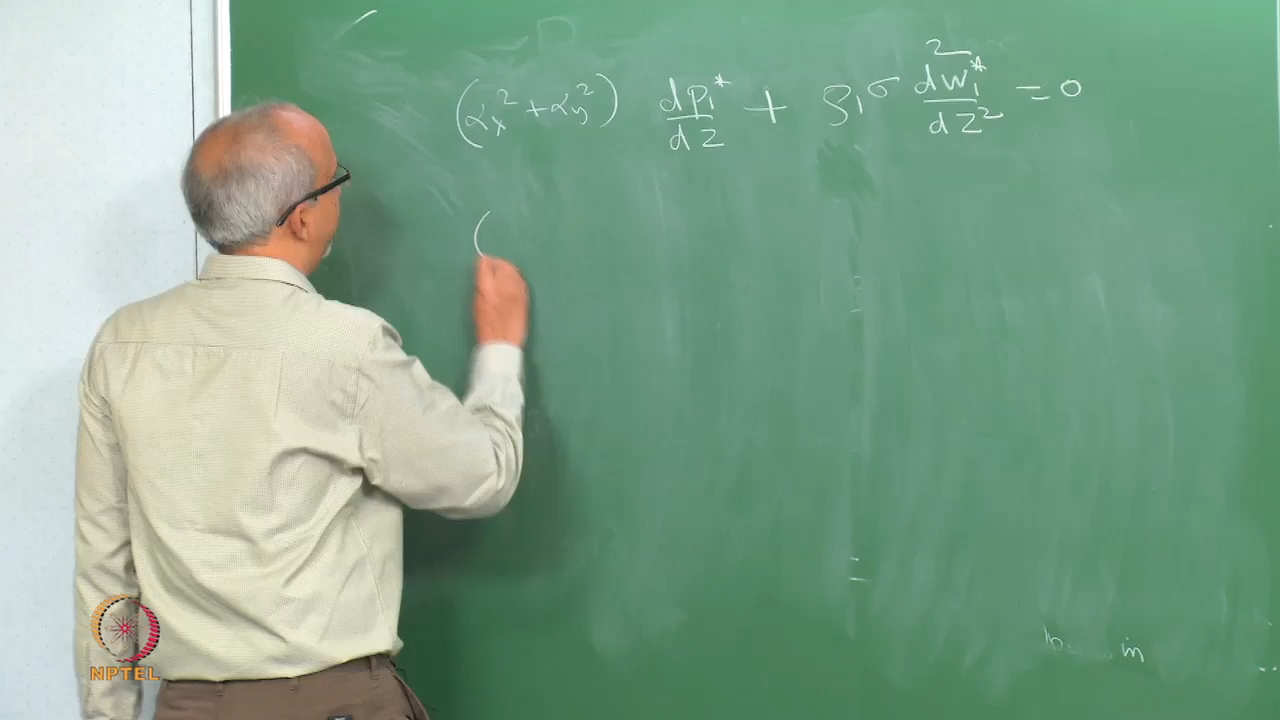 (αx² + αy²) dp₁*/dz + ρ₁σ d²w₁*/dz² = 0
(
NPTEL